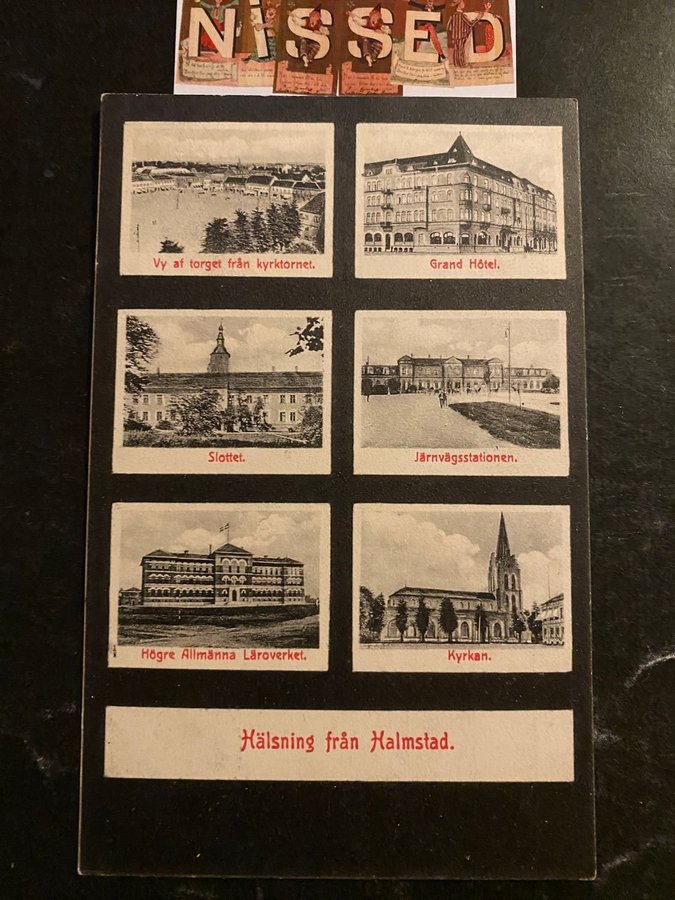 NiSSED
Vy af torget från kyrktornet.
Grand Hôtel.
Slottet.
Järnvägsstationen.
Högre Allmänna Läroverket.
Kyrkan.
Hälsning från Halmstad.